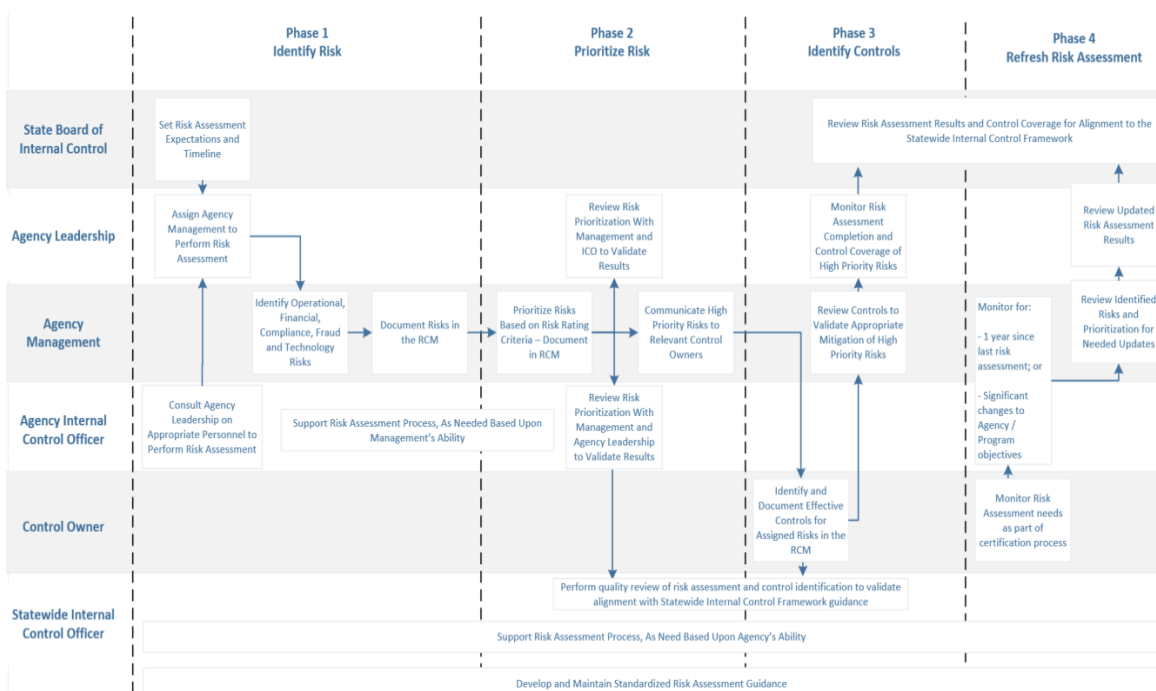 Phase 1
Identify Risk
Phase 2
Prioritize Risk
Phase 3
Identify Controls
Phase 4
Refresh Risk Assessment
State Board of
Internal Control
Set Risk Assessment
Expectations and
Timeline
Review Risk Assessment Results and Control Coverage for Alignment to the
Statewide Internal Control Framework
Agency Leadership
Assign Agency
Management to
Perform Risk
Assessment
Review Risk
Prioritization With
Management and
ICO to Validate
Results
Monitor Risk
Assessment
Completion and
Control Coverage
of High Priority Risks
Review Updated
Risk Assessment
Results
Agency
Management
Identify Operational,
Financial,
Compliance, Fraud
and Technology
Risks
Document Risks in
the RCM
Prioritize Risks
Based on Risk Rating
Criteria – Document
in RCM
Communicate High
Priority Risks to
Relevant Control
Owners
Review Controls to
Validate Appropriate
Mitigation of High
Priority Risks
Monitor for:
- 1 year since
last risk
assessment; or
- Significant
changes to
Agency /
Program
objectives
Review Identified
Risks and
Prioritization for
Needed Updates
Agency Internal
Control Officer
Consult Agency
Leadership on
Appropriate Personnel to
Perform Risk Assessment
Support Risk Assessment Process, As Needed Based Upon
Management's Ability
Review Risk
Prioritization With
Management and
Agency Leadership
to Validate Results
Control Owner
Identify and
Document Effective
Controls for
Assigned Risks in the
RCM
Monitor Risk
Assessment needs
as part of
certification process
Statewide Internal
Control Officer
Perform quality review of risk assessment and control identification to validate
alignment with Statewide Internal Control Framework guidance
Support Risk Assessment Process, As Need Based Upon Agency's Ability
Develop and Maintain Standardized Risk Assessment Guidance